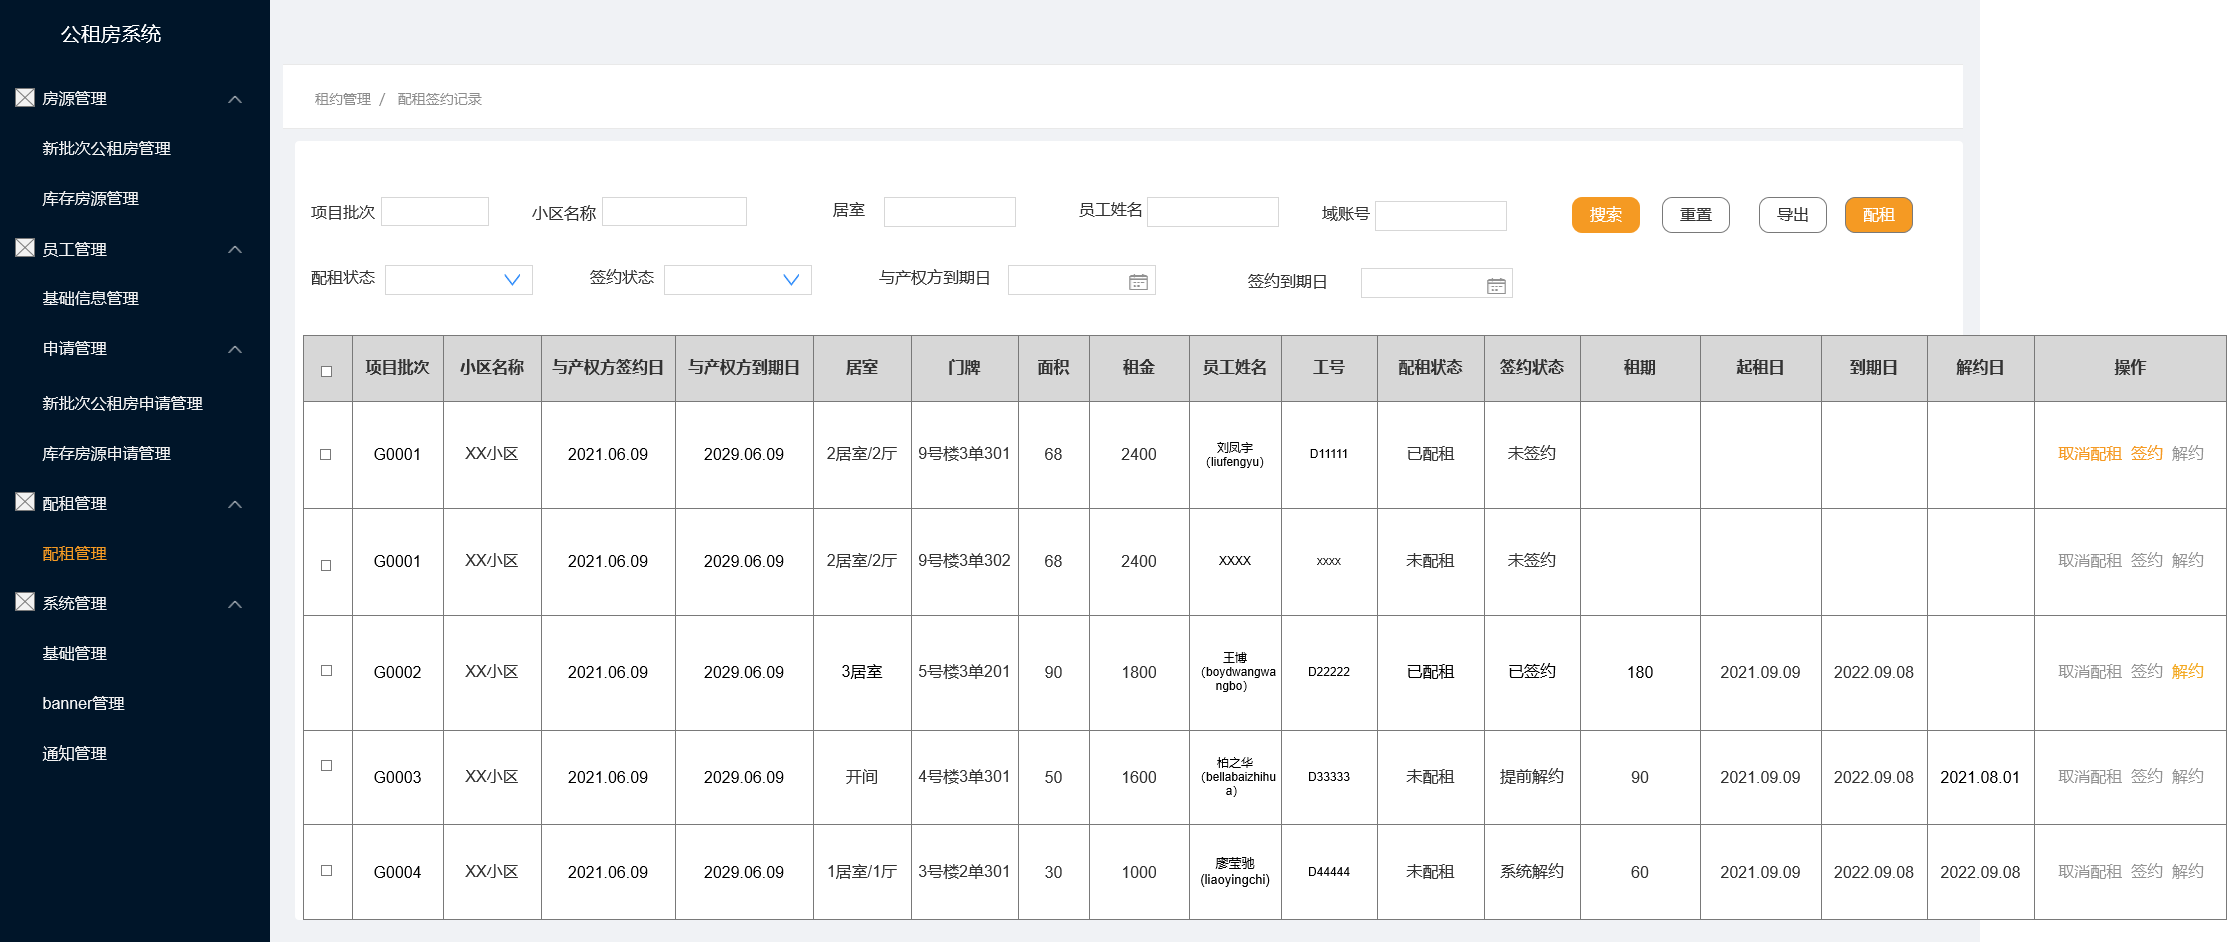 公租房系统
房源管理
新批次公租房管理
库存房源管理
员工管理
基础信息管理
申请管理
新批次公租房申请管理
库存房源申请管理
配租管理
配租管理
系统管理
基础管理
banner管理
通知管理
租约管理 / 配租签约记录
项目批次 小区名称 居室 员工姓名 域账号 搜索 重置 导出 配租
配租状态 签约状态 与产权方到期日 签约到期日
项目批次 小区名称 与产权方签约日 与产权方到期日 居室 门牌 面积 租金 员工姓名 工号 配租状态 签约状态 租期 起租日 到期日 解约日 操作
G0001 XX小区 2021.06.09 2029.06.09 2居室/2厅 9号楼3单301 68 2400 刘凤宇 (liufengyu) D11111 已配租 未签约 取消配租 签约 解约
G0001 XX小区 2021.06.09 2029.06.09 2居室/2厅 9号楼3单302 68 2400 XXXX xxxx 未配租 未签约 取消配租 签约 解约
G0002 XX小区 2021.06.09 2029.06.09 3居室 5号楼3单201 90 1800 王博 (boydwangwangbo) D22222 已配租 已签约 180 2021.09.09 2022.09.08 取消配租 签约 解约
G0003 XX小区 2021.06.09 2029.06.09 开间 4号楼3单301 50 1600 柏之华 (bellabaizhihua) D33333 未配租 提前解约 90 2021.09.09 2022.09.08 2021.08.01 取消配租 签约 解约
G0004 XX小区 2021.06.09 2029.06.09 1居室/1厅 3号楼2单301 30 1000 廖莹驰 (liaoyingchi) D44444 未配租 系统解约 60 2021.09.09 2022.09.08 2022.09.08 取消配租 签约 解约